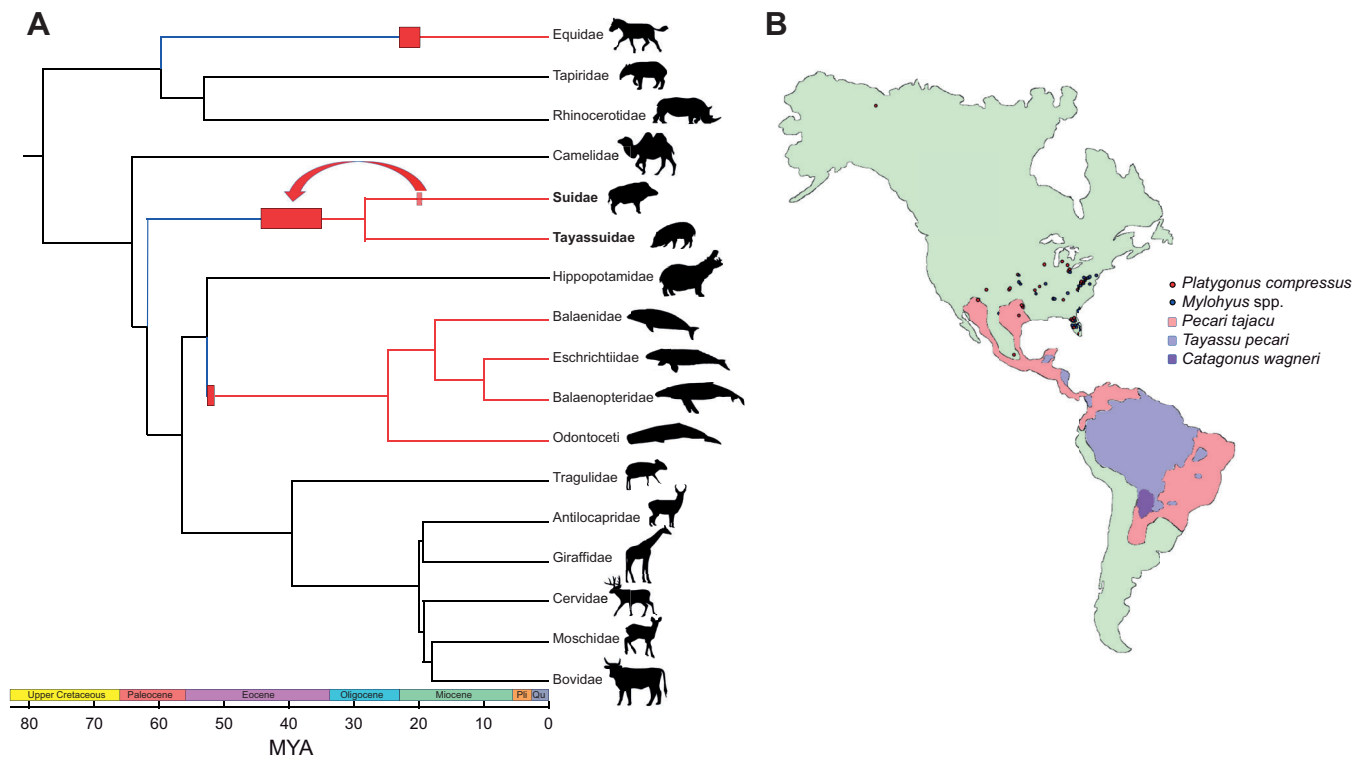 A
Equidae
Tapiridae
Rhinocerotidae
Camelidae
Suidae
Tayassuidae
Hippopotamidae
Balaenidae
Eschrichtiidae
Balaenopteridae
Odontoceti
Tragulidae
Antilocapridae
Giraffidae
Cervidae
Moschidae
Bovidae
Upper Cretaceous Paleocene Eocene Oligocene Miocene Pli Qu
80 70 60 50 40 30 20 10 0
MYA
B
Platygonus compressus
Mylohyus spp.
Pecari tajacu
Tayassu pecari
Catagonus wagneri